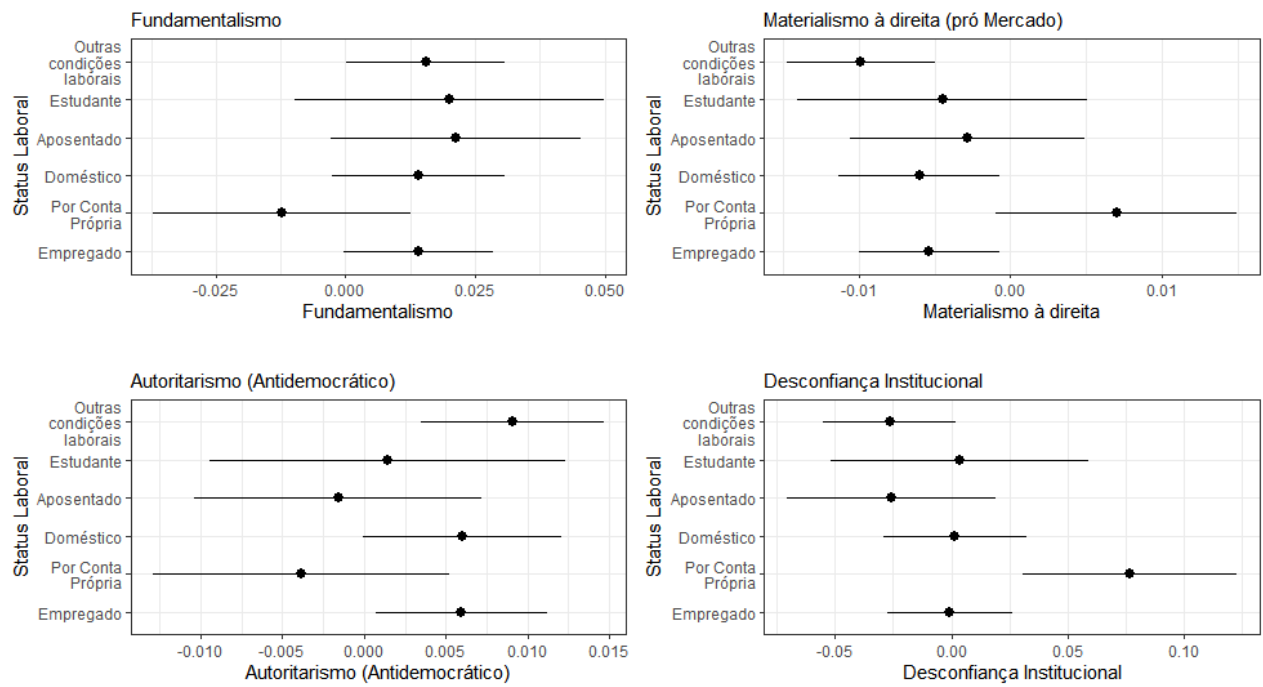 Fundamentalismo
Status Laboral
Outras
condições
laborais
Estudante
Aposentado
Doméstico
Por Conta
Própria
Empregado
-0.025 0.000 0.025 0.050
Fundamentalismo
Materialismo à direita (pró Mercado)
Status Laboral
Outras
condições
laborais
Estudante
Aposentado
Doméstico
Por Conta
Própria
Empregado
-0.01 0.00 0.01
Materialismo à direita
Autoritarismo (Antidemocrático)
Status Laboral
Outras
condições
laborais
Estudante
Aposentado
Doméstico
Por Conta
Própria
Empregado
-0.010 -0.005 0.000 0.005 0.010 0.015
Autoritarismo (Antidemocrático)
Desconfiança Institucional
Status Laboral
Outras
condições
laborais
Estudante
Aposentado
Doméstico
Por Conta
Própria
Empregado
-0.05 0.00 0.05 0.10
Desconfiança Institucional